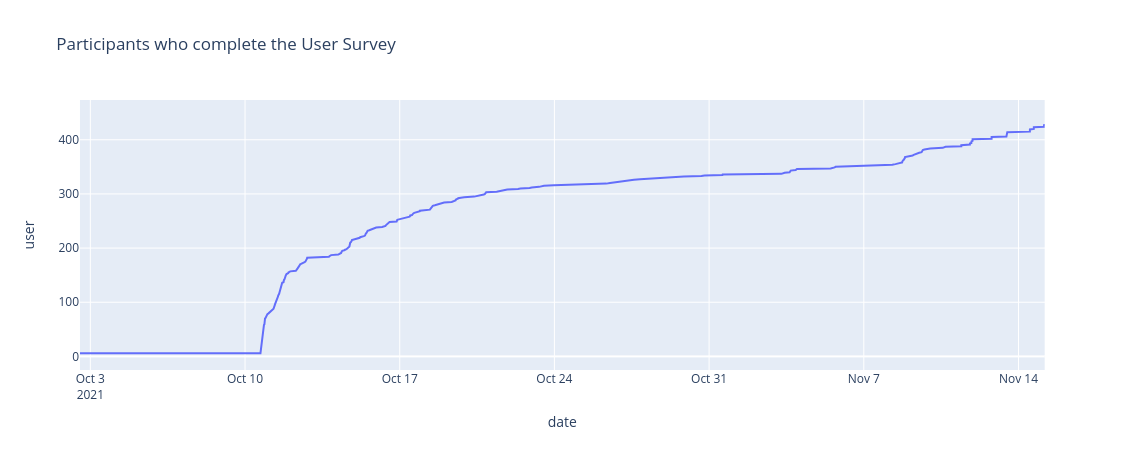 Participants who complete the User Survey
user
400
300
200
100
0
Oct 3
2021
Oct 10
Oct 17
Oct 24
Oct 31
Nov 7
Nov 14
date